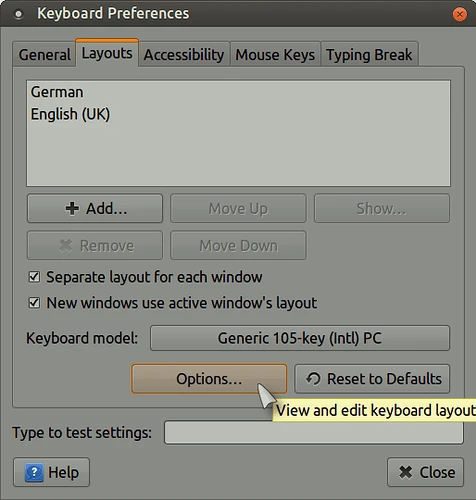 Keyboard Preferences
General Layouts Accessibility Mouse Keys Typing Break
German
English (UK)
Add... Move Up Show...
Remove Move Down
Separate layout for each window
New windows use active window's layout
Keyboard model: Generic 105-key (Intl) PC
Options... Reset to Defaults
View and edit keyboard layout
Type to test settings:
Help Close